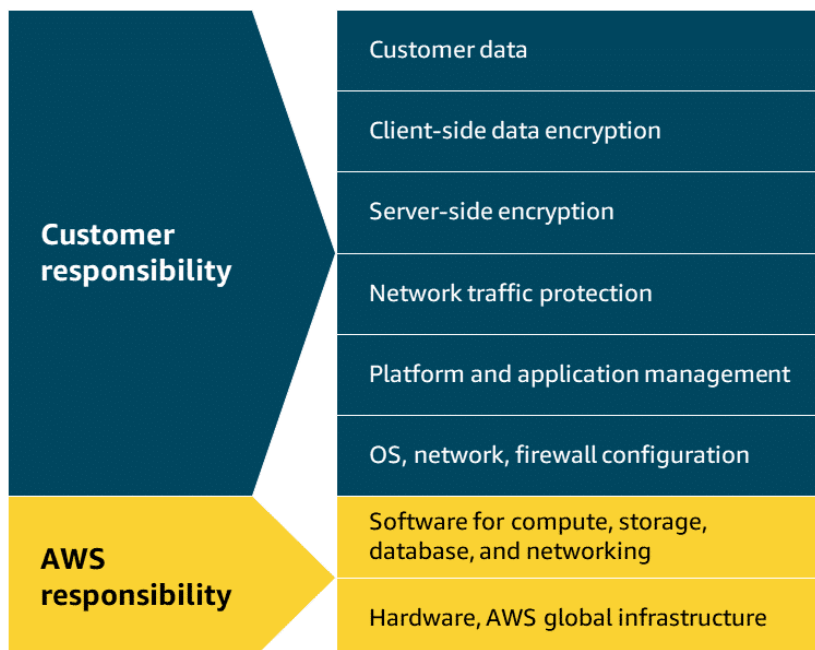 Customer
responsibility
Customer data
Client-side data encryption
Server-side encryption
Network traffic protection
Platform and application management
OS, network, firewall configuration
AWS
responsibility
Software for compute, storage,
database, and networking
Hardware, AWS global infrastructure